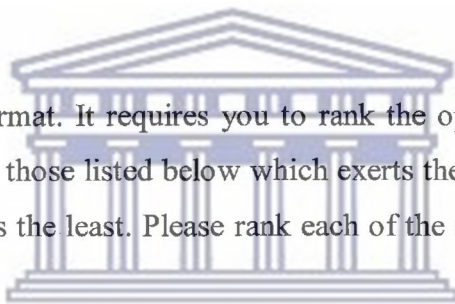 rmat. It requires you to rank the o
those listed below which exerts the
s the least. Please rank each of the